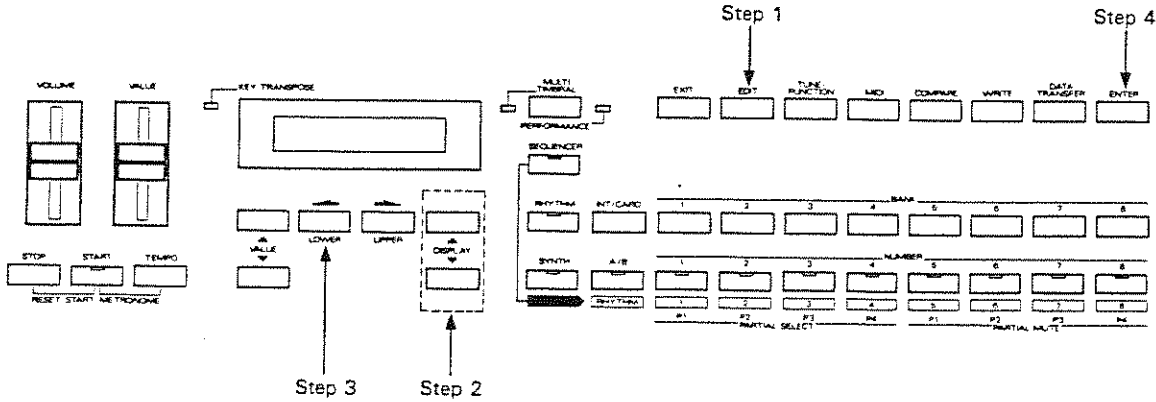 Step 1 Step 4
VOLUME VALUE KEY TRANSPOSE MULTI TIMBRAL EXIT EDIT TUNE/FUNCTION MIDI COMPARE WRITE DATA TRANSFER ENTER
PERFORMANCE
SEQUENCER
RHYTHM INT/CARD BANK
1 2 3 4 5 6 7 8
LOWER UPPER
VALUE DISPLAY
STOP START TEMPO SYNTH A/B NUMBER
1 2 3 4 5 6 7 8
RESET START METRONOME RHYTHM 1 2 3 4 5 6 7 8
P1 P2 P3 P4 P1 P2 P3 P4
PARTIAL SELECT PARTIAL MUTE
Step 3 Step 2